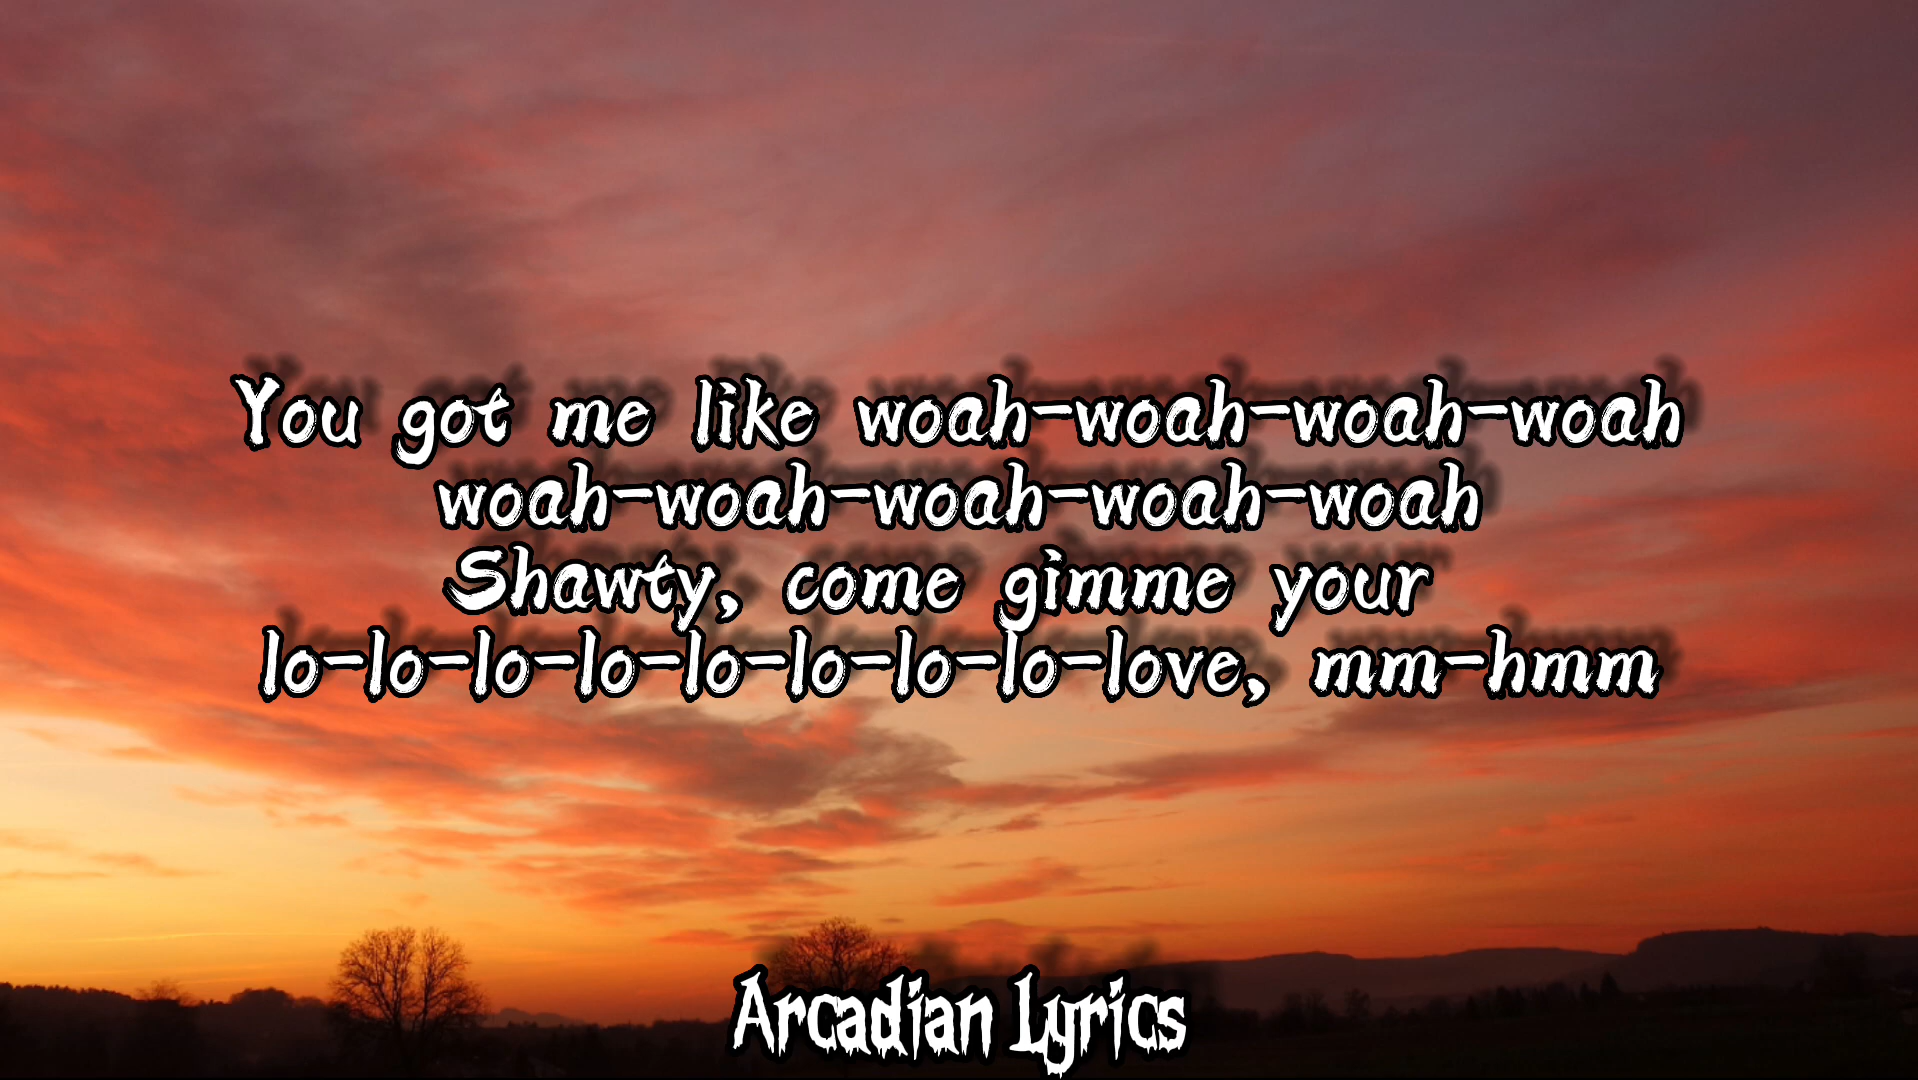 You got me like woah-woah-woah-woah
woah-woah-woah-woah-woah
Shawty, come gimme your
lo-lo-lo-lo-lo-lo-lo-lo-love, mm-hmm
Arcadian Lyrics